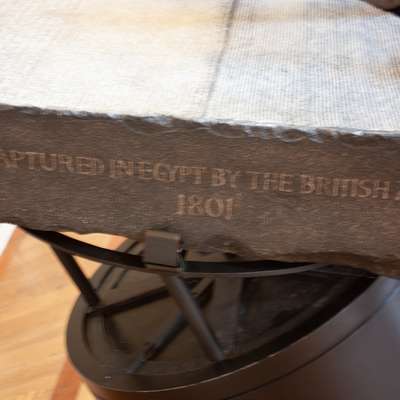 APTURED IN EGYPT BY THE BRITISH A
1801